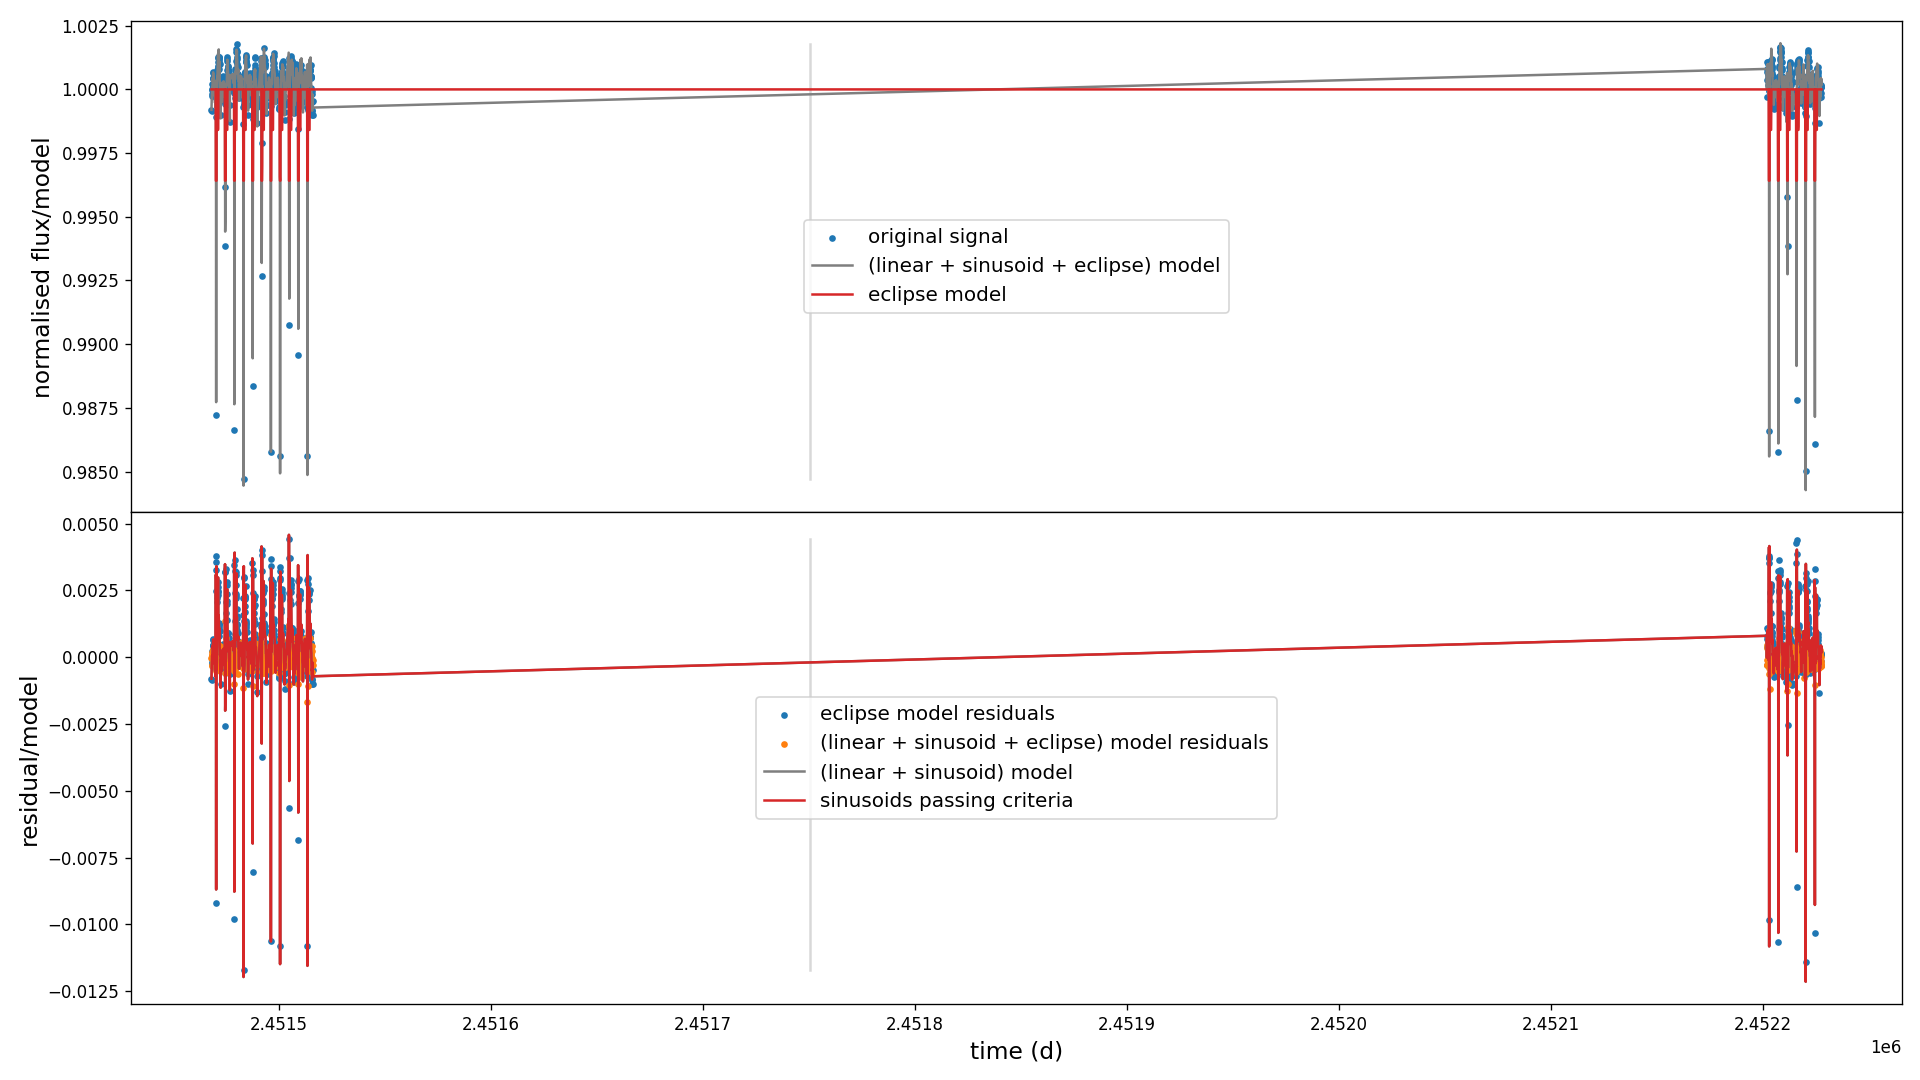 1.0025
1.0000
0.9975
0.9950
0.9925
0.9900
0.9875
0.9850
normalised flux/model
original signal
(linear + sinusoid + eclipse) model
eclipse model
0.0050
0.0025
0.0000
−0.0025
−0.0050
−0.0075
−0.0100
−0.0125
residual/model
eclipse model residuals
(linear + sinusoid + eclipse) model residuals
(linear + sinusoid) model
sinusoids passing criteria
2.4515 2.4516 2.4517 2.4518 2.4519 2.4520 2.4521 2.4522
1e6
time (d)